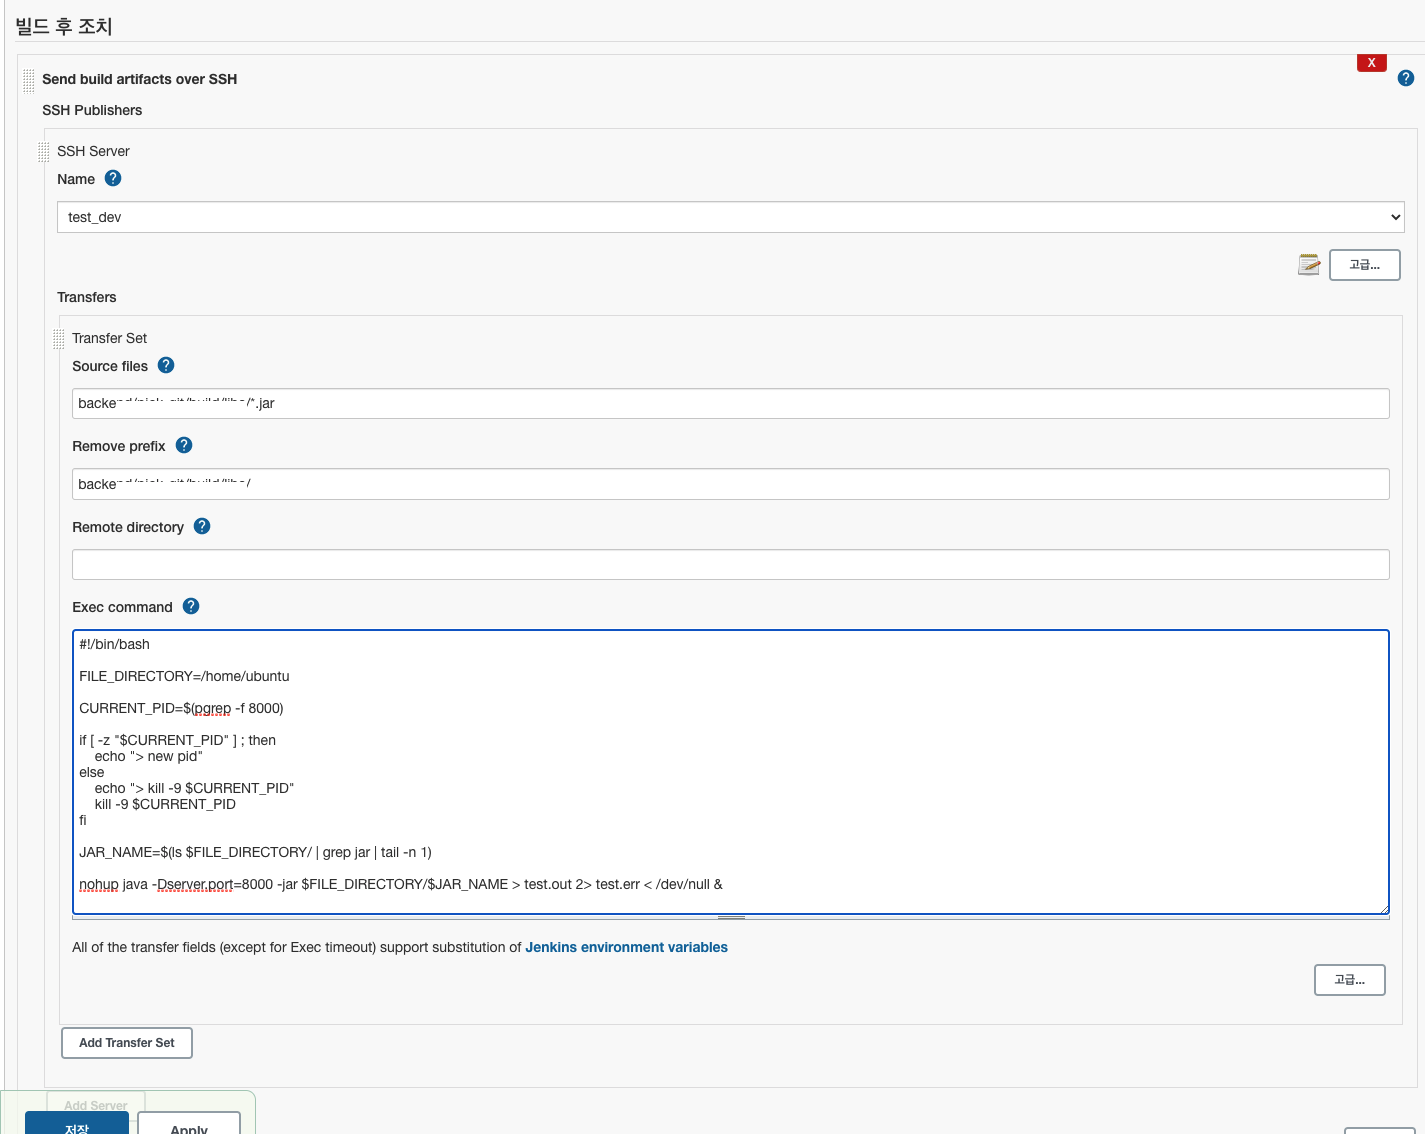 빌드 후 조치
X
Send build artifacts over SSH
?
SSH Publishers
SSH Server
Name ?
test_dev
고급...
Transfers
Transfer Set
Source files ?
/*.jar
Remove prefix ?
Remote directory ?
Exec command ?
#!/bin/bash
FILE_DIRECTORY=/home/ubuntu
CURRENT_PID=$(pgrep -f 8000)
if [ -z "$CURRENT_PID" ] ; then
echo "> new pid"
else
echo "> kill -9 $CURRENT_PID"
kill -9 $CURRENT_PID
fi
JAR_NAME=$(ls $FILE_DIRECTORY/ | grep jar | tail -n 1)
nohup java -Dserver.port=8000 -jar $FILE_DIRECTORY/$JAR_NAME > test.out 2> test.err < /dev/null &
All of the transfer fields (except for Exec timeout) support substitution of Jenkins environment variables
고급...
Add Transfer Set
Add Server
저장 Apply